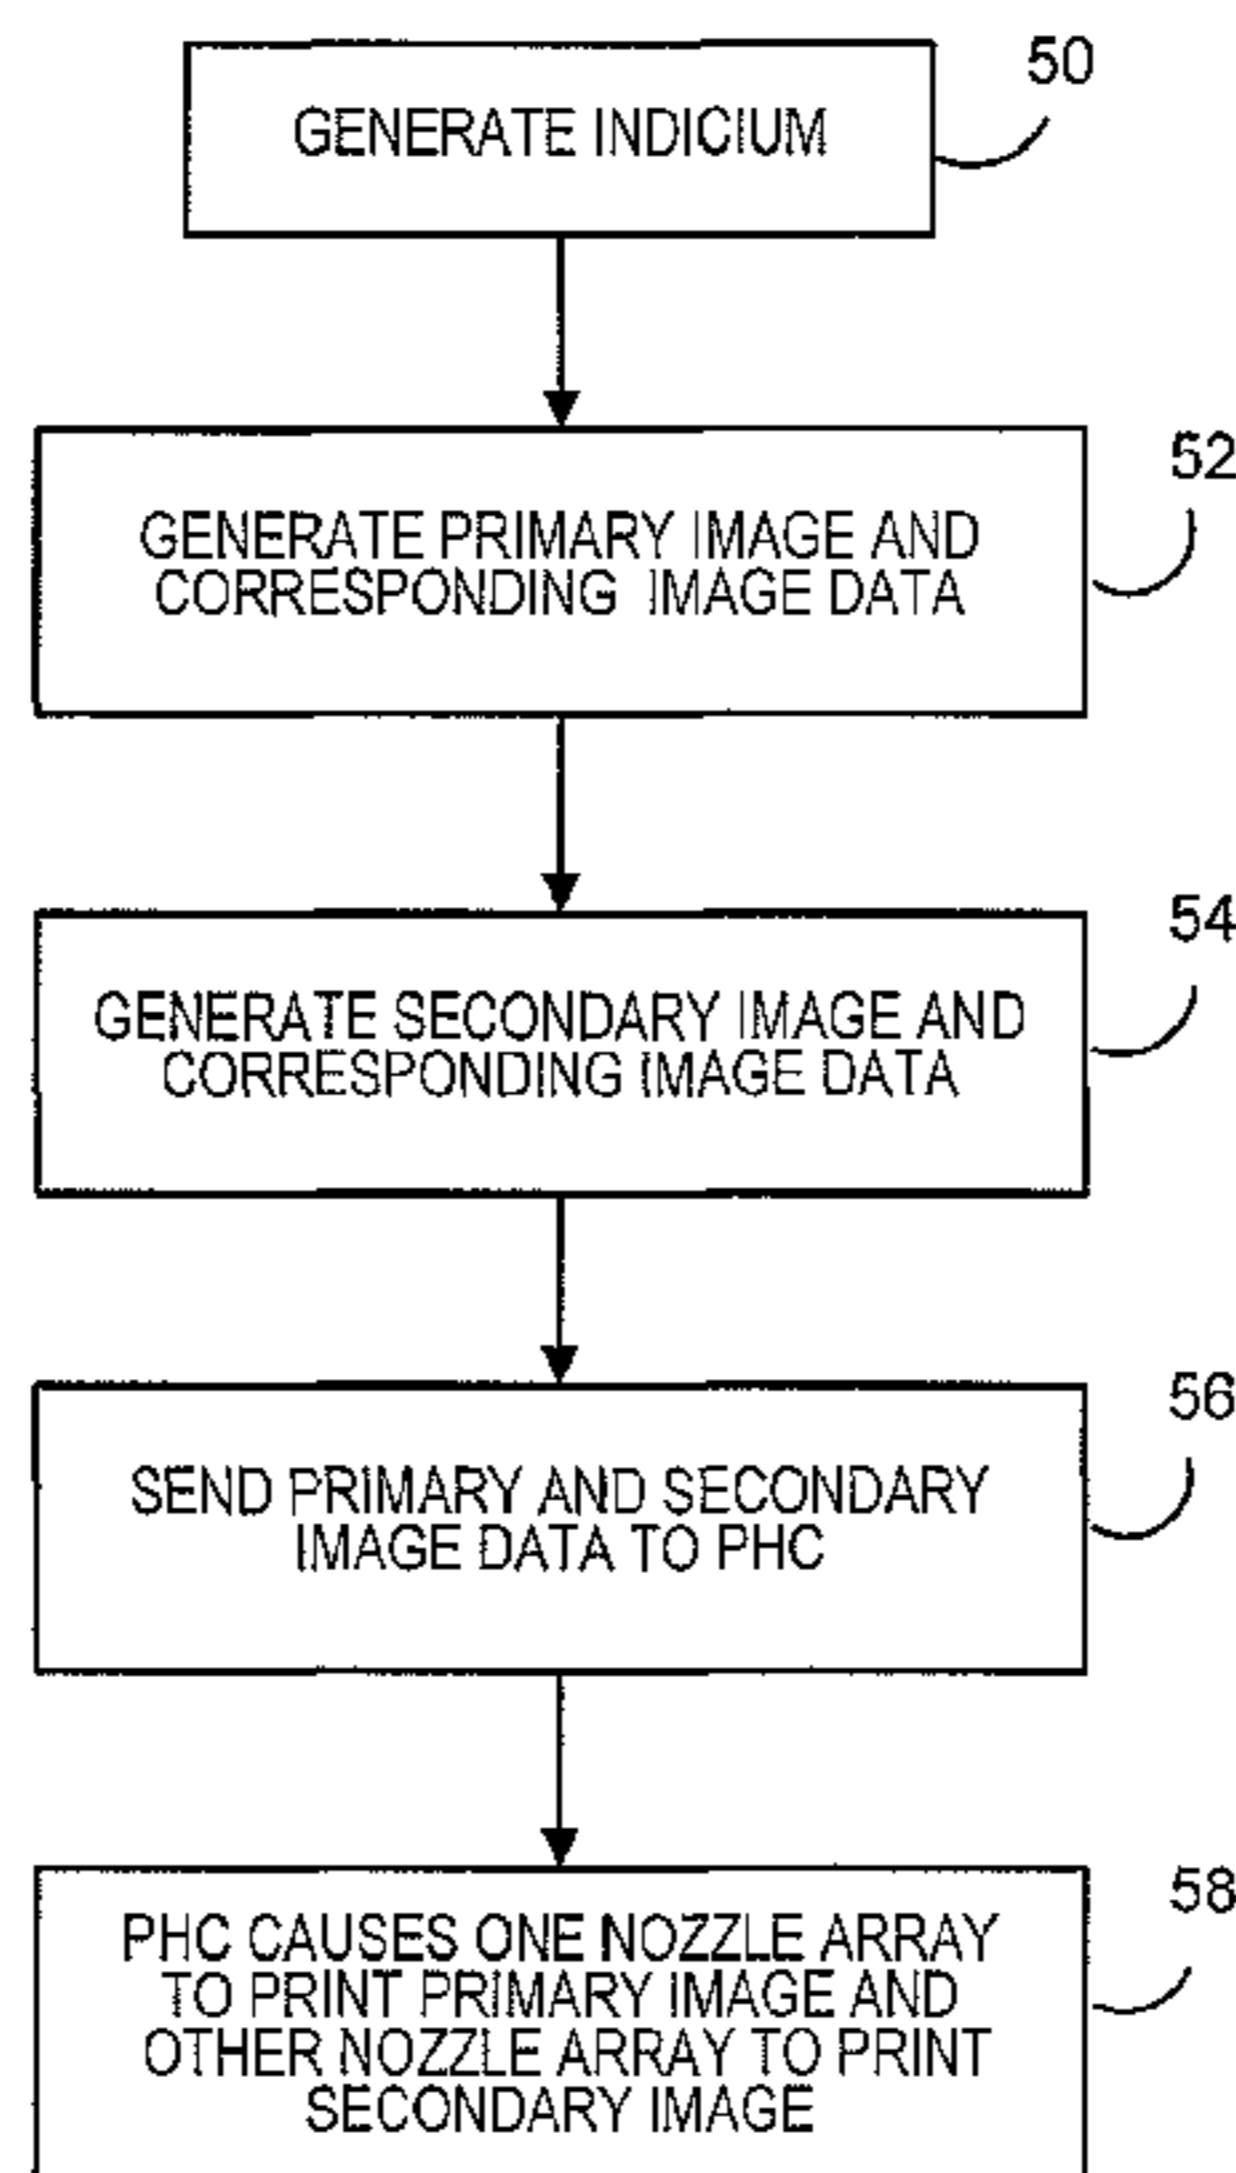 50
GENERATE INDICIUM
52
GENERATE PRIMARY IMAGE AND
CORRESPONDING IMAGE DATA
54
GENERATE SECONDARY IMAGE AND
CORRESPONDING IMAGE DATA
56
SEND PRIMARY AND SECONDARY
IMAGE DATA TO PHC
58
PHC CAUSES ONE NOZZLE ARRAY
TO PRINT PRIMARY IMAGE AND
OTHER NOZZLE ARRAY TO PRINT
SECONDARY IMAGE